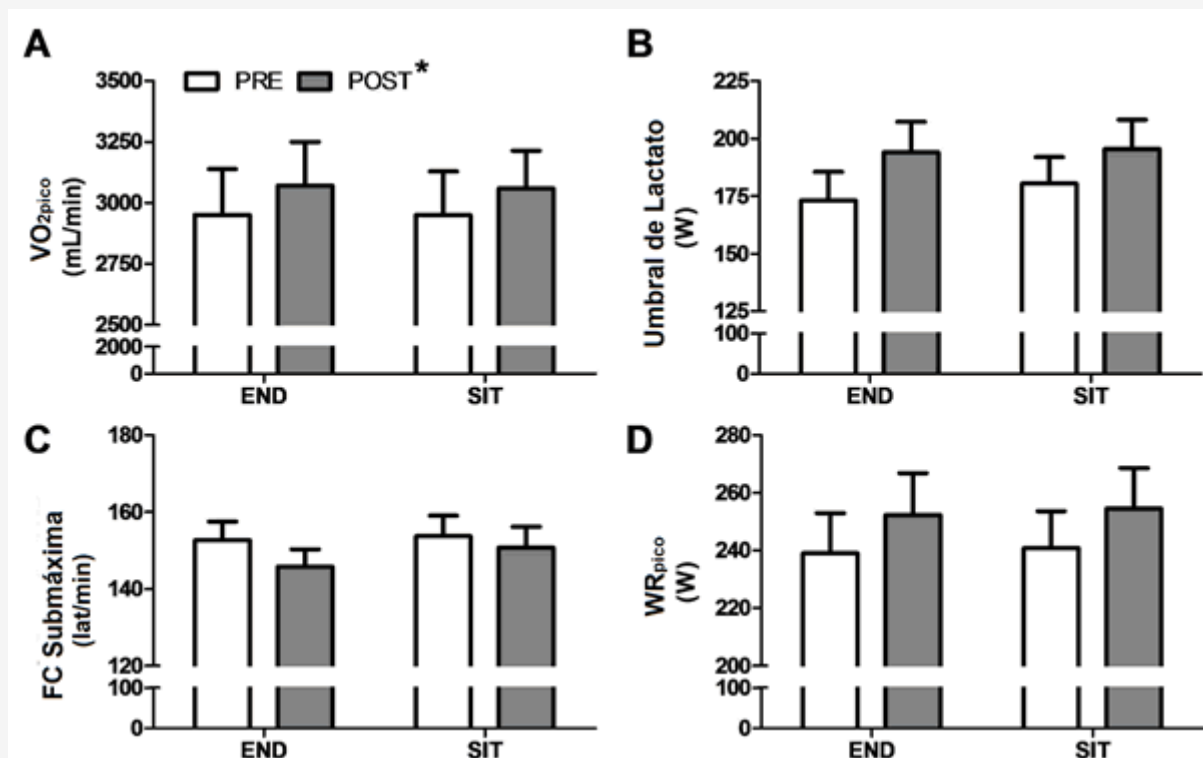 A
PRE POST*
VO2pico
(mL/min)
3500
3250
3000
2750
2500
2000
0
END SIT
B
Umbral de Lactato
(W)
225
200
175
150
125
100
0
END SIT
C
FC Submáxima
(lat/min)
180
160
140
120
100
0
END SIT
D
WRpico
(W)
280
260
240
220
200
100
0
END SIT